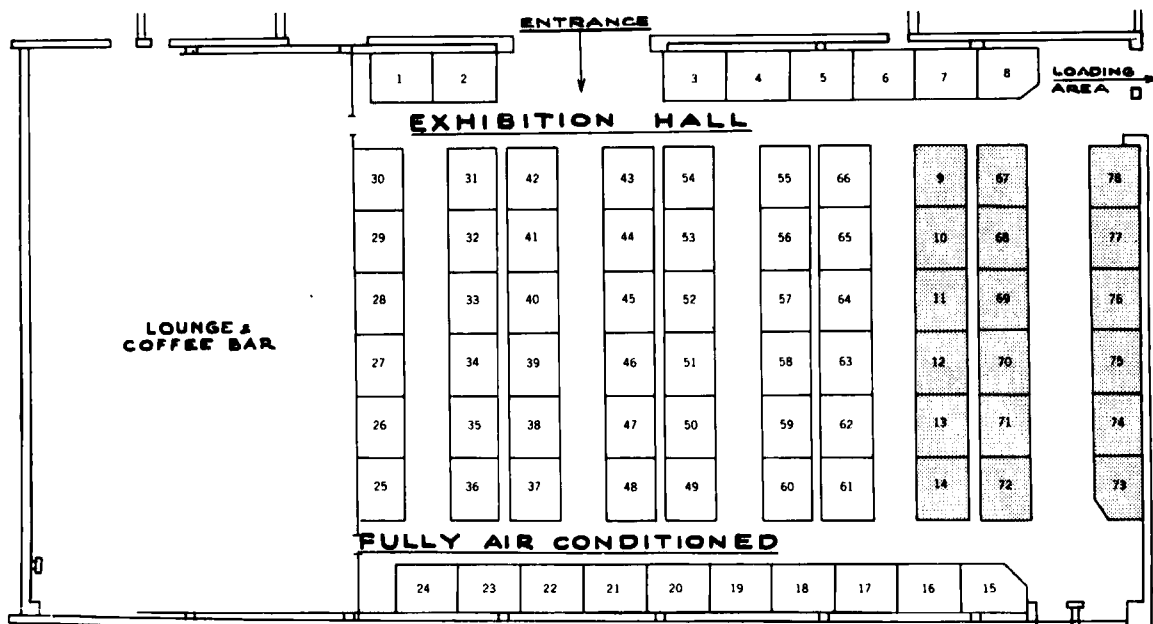 ENTRANCE
1 2 3 4 5 6 7 8
LOADING
AREA
EXHIBITION HALL
30 31 42 43 54 55 66 9 67 78
29 32 41 44 53 56 65 10 68 77
28 33 40 45 52 57 64 11 69 76
LOUNGE &
COFFEE BAR
27 34 39 46 51 58 63 12 70 75
26 35 38 47 50 59 62 13 71 74
25 36 37 48 49 60 61 14 72 73
FULLY AIR CONDITIONED
24 23 22 21 20 19 18 17 16 15